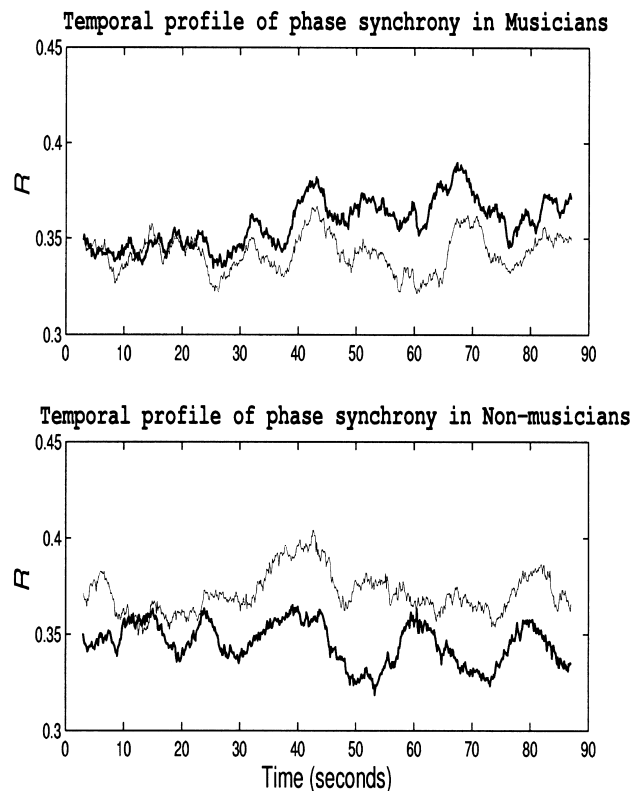 Temporal profile of phase synchrony in Musicians
0.45
0.4
R
0.35
0.3
0 10 20 30 40 50 60 70 80 90
Temporal profile of phase synchrony in Non-musicians
0.45
0.4
R
0.35
0.3
0 10 20 30 40 50 60 70 80 90
Time (seconds)